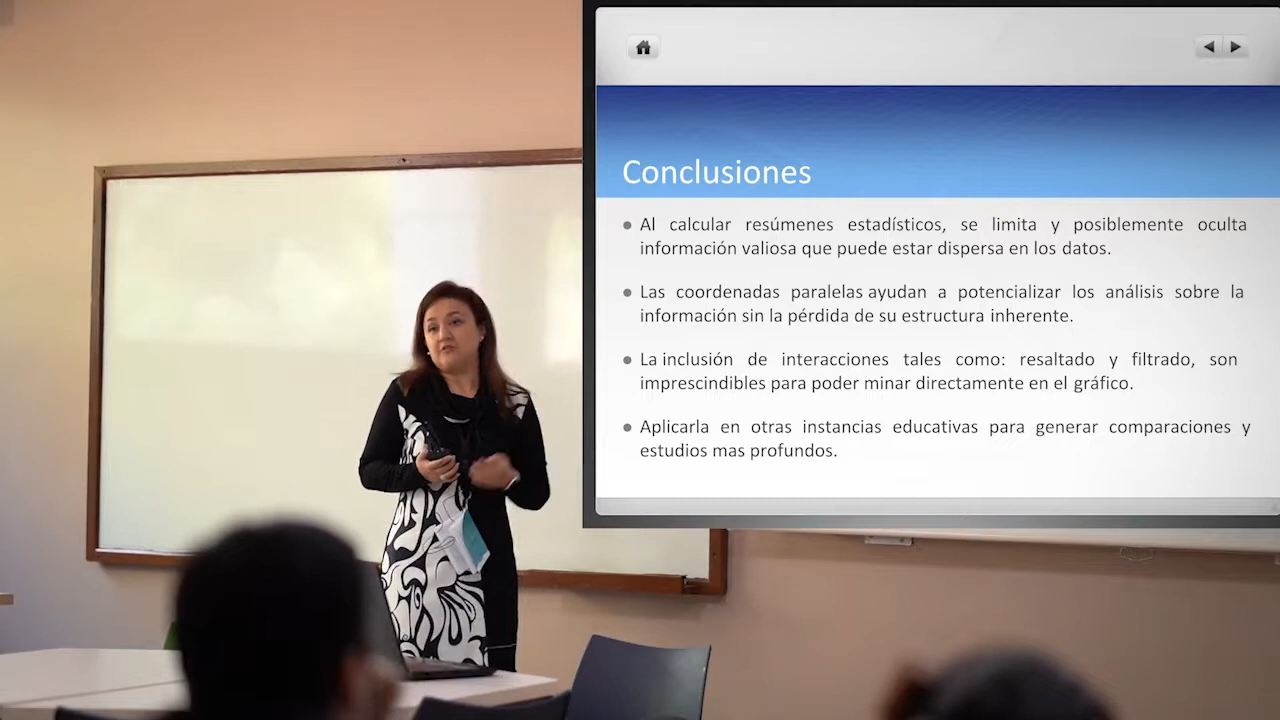 Conclusiones
Al calcular resúmenes estadísticos, se limita y posiblemente oculta
información valiosa que puede estar dispersa en los datos.
Las coordenadas paralelas ayudan a potencializar los análisis sobre la
información sin la pérdida de su estructura inherente.
La inclusión de interacciones tales como: resaltado y filtrado, son
imprescindibles para poder minar directamente en el gráfico.
Aplicarla en otras instancias educativas para generar comparaciones y
estudios mas profundos.